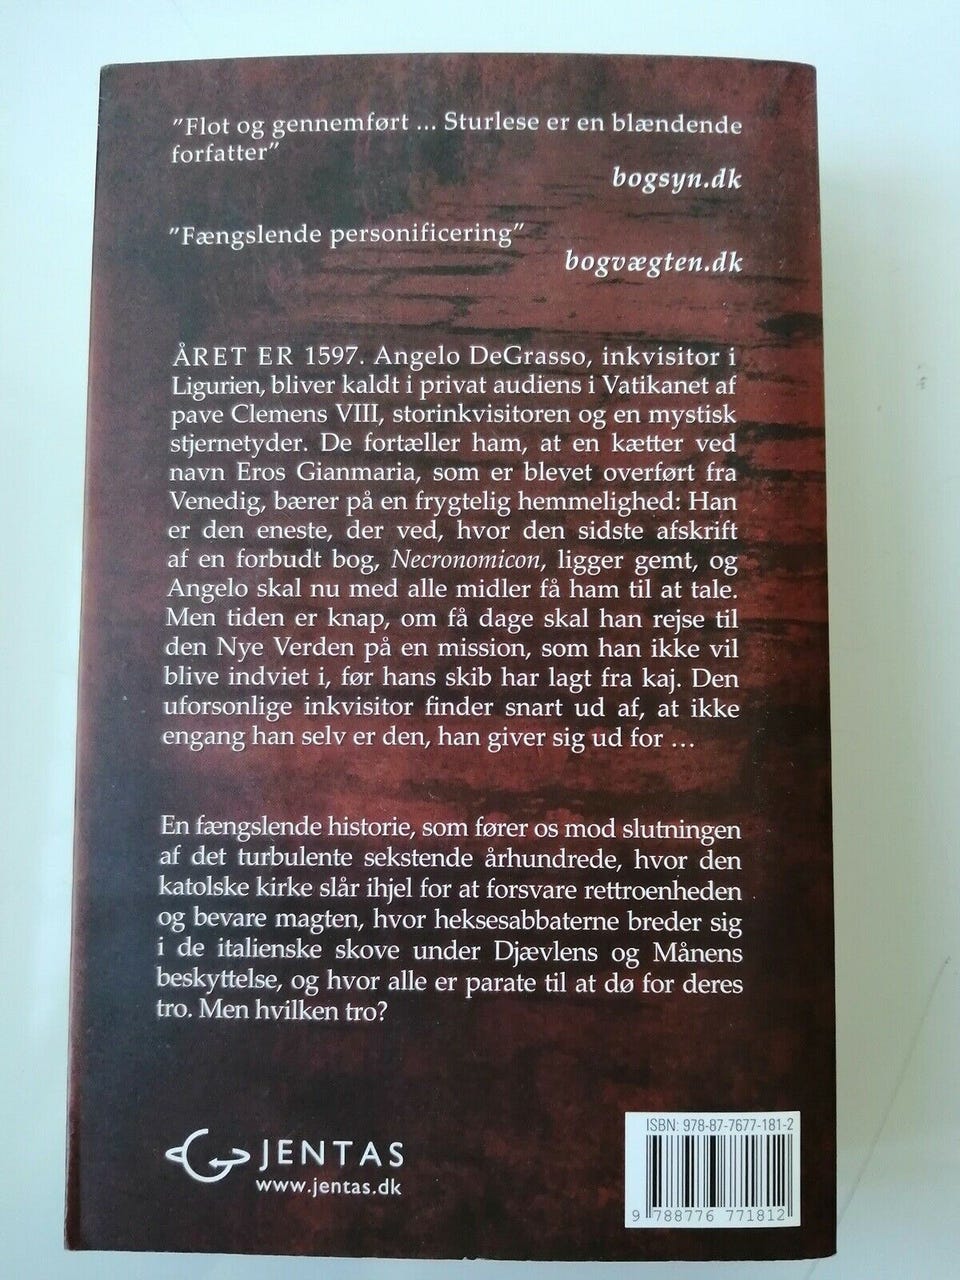 ”Flot og gennemført ... Sturlese er en blændende
forfatter”
bogsyn.dk
”Fængslende personificering”
bogvægten.dk
ÅRET ER 1597. Angelo DeGrasso, inkvisitor i
Ligurien, bliver kaldt i privat audiens i Vatikanet af
pave Clemens VIII, storinkvisitoren og en mystisk
stjernetyder. De fortæller ham, at en kætter ved
navn Eros Gianmaria, som er blevet overført fra
Venedig, bærer på en frygtelig hemmelighed: Han
er den eneste, der ved, hvor den sidste afskrift
af en forbudt bog, Necronomicon, ligger gemt, og
Angelo skal nu med alle midler få ham til at tale.
Men tiden er knap, om få dage skal han rejse til
den Nye Verden på en mission, som han ikke vil
blive indviet i, før hans skib har lagt fra kaj. Den
uforsonlige inkvisitor finder snart ud af, at ikke
engang han selv er den, han giver sig ud for ...
En fængslende historie, som fører os mod slutningen
af det turbulente sekstende århundrede, hvor den
katolske kirke slår ihjel for at forsvare rettroenheden
og bevare magten, hvor heksesabbaterne breder sig
i de italienske skove under Djævlens og Månens
beskyttelse, og hvor alle er parate til at dø for deres
tro. Men hvilken tro?
JENTAS
www.jentas.dk
ISBN: 978-87-7677-181-2
9 788776 771812